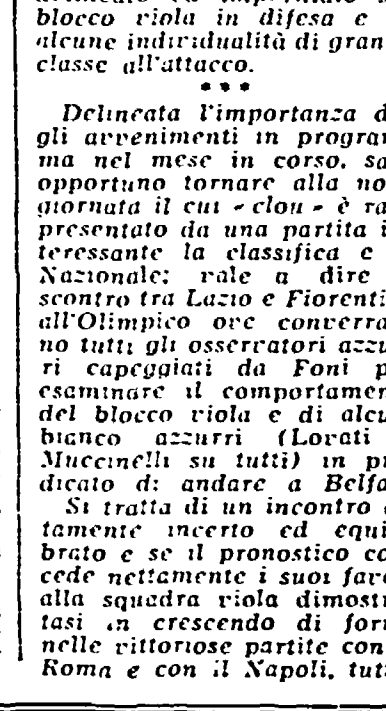 blocco viola in difesa e
alcune individualità di gran
classe all'attacco.
* * *
Delineata l'importanza d
gli avvenimenti in program
ma nel mese in corso, sa
opportuno tornare alla no
giornata il cui « clou » è ra
presentato da una partita i
teressante la classifica e
Nazionale; vale a dire
scontro tra Lazio e Fiorenti
all'Olimpico ove converra
no tutti gli osservatori azzu
ri capeggiati da Foni p
esaminare il comportamen
del blocco viola e di alcu
bianco azzurri (Lovati
Muccinelli su tutti) in pr
dicato di andare a Belfa
Si tratta di un incontro
tamente incerto ed equi
brato e se il pronostico co
cede nettamente i suoi favo
alla squadra viola dimostr
tasi in crescendo di for
nelle vittoriose partite con
Roma e con il Napoli, tutt